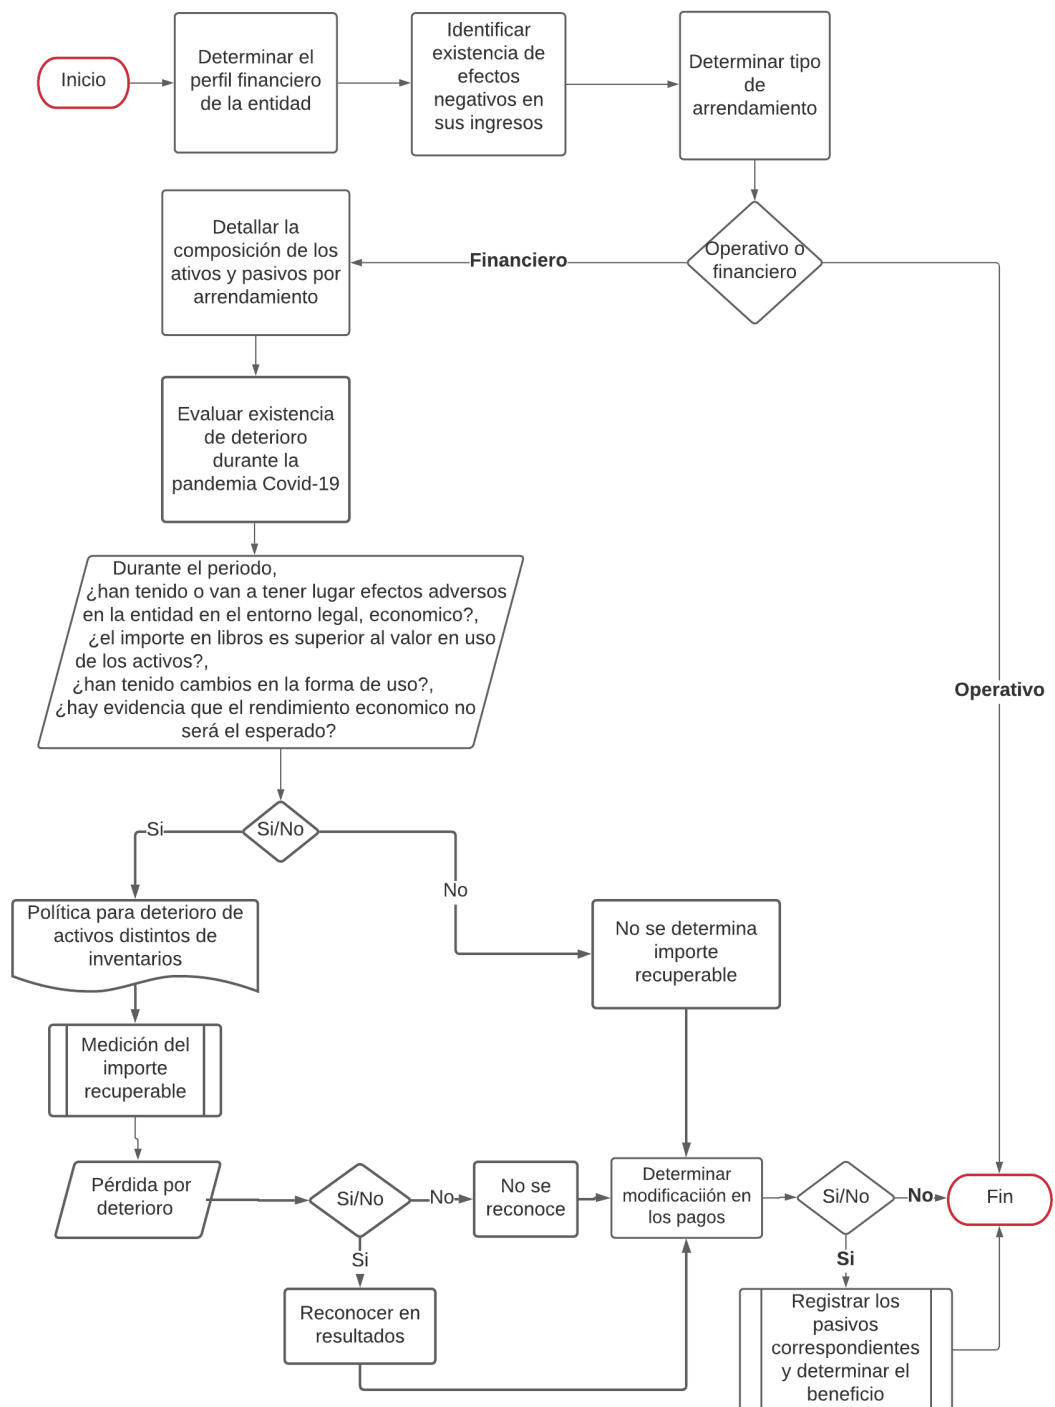 Inicio
Determinar el
perfil financiero
de la entidad
Identificar
existencia de
efectos
negativos en
sus ingresos
Determinar tipo
de
arrendamiento
Operativo o
financiero
Financiero
Detallar la
composición de los
ativos y pasivos por
arrendamiento
Evaluar existencia
de deterioro
durante la
pandemia Covid-19
Durante el periodo,
¿han tenido o van a tener lugar efectos adversos
en la entidad en el entorno legal, economico?,
¿el importe en libros es superior al valor en uso
de los activos?,
¿han tenido cambios en la forma de uso?,
¿hay evidencia que el rendimiento economico no
será el esperado?
Operativo
Si/No
Si
No
Política para deterioro de
activos distintos de
inventarios
No se determina
importe
recuperable
Medición del
importe
recuperable
Pérdida por
deterioro
Si/No
No
No se
reconoce
Si
Reconocer en
resultados
Determinar
modificaciión en
los pagos
Si/No
No
Fin
Si
Registrar los
pasivos
correspondientes
y determinar el
beneficio